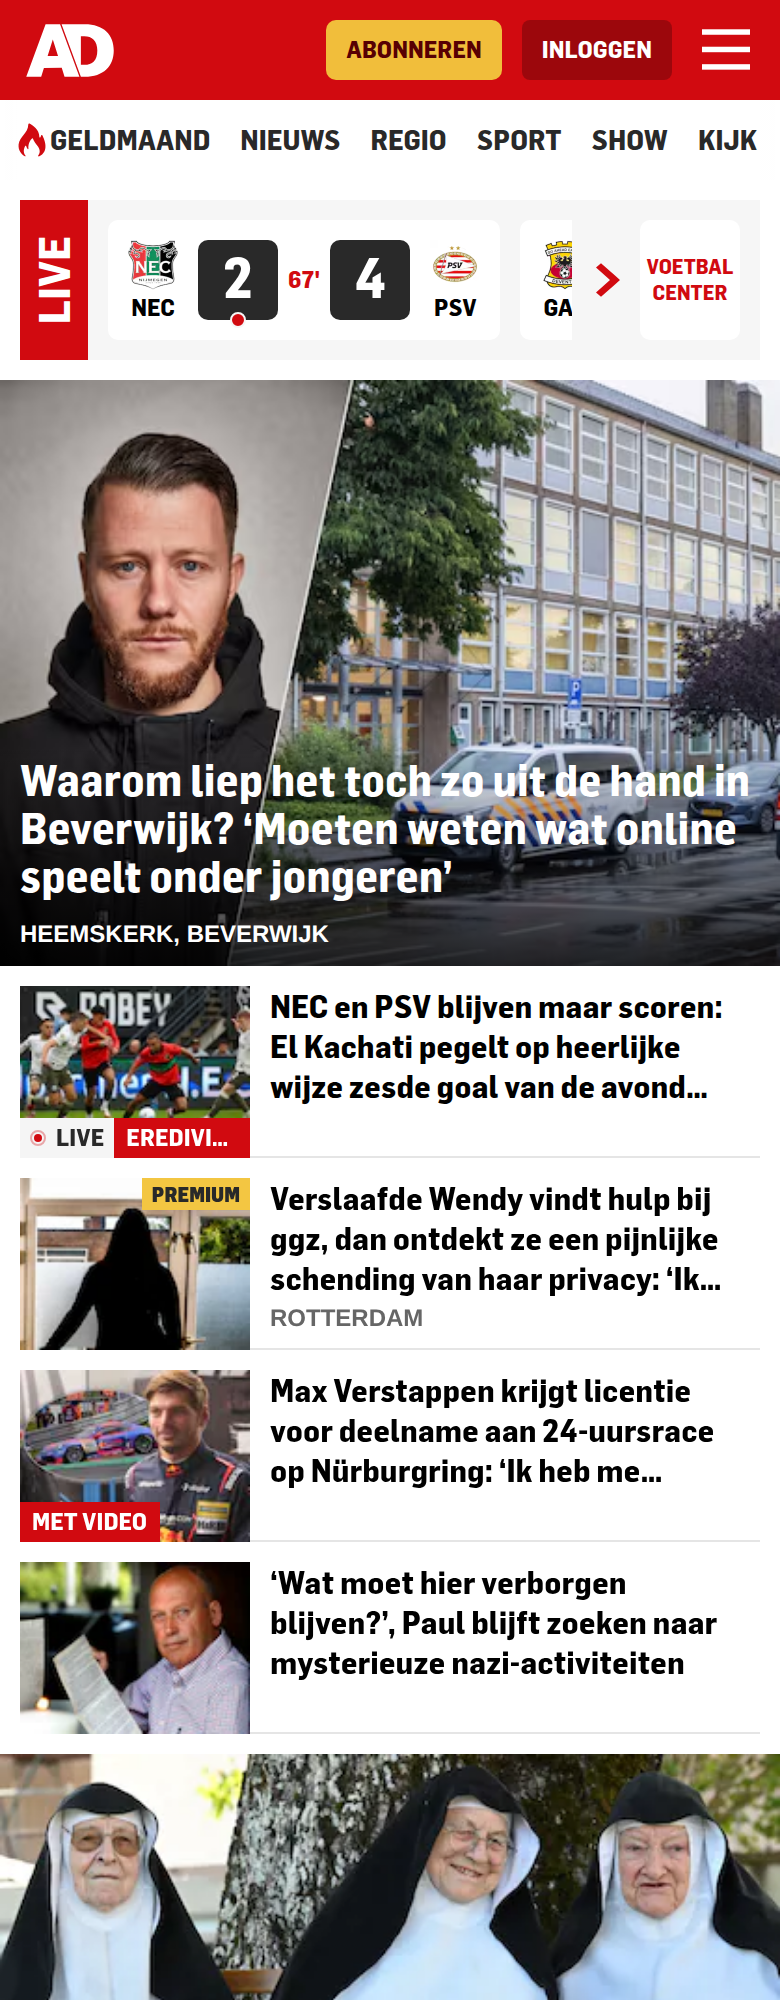 AD
ABONNEREN
INLOGGEN
GELDMAAND NIEUWS REGIO SPORT SHOW KIJK
LIVE
NEC
NEC
2
67'
4
PSV
PSV
GA
VOETBAL
CENTER
Waarom liep het toch zo uit de hand in
Beverwijk? ‘Moeten weten wat online
speelt onder jongeren’
HEEMSKERK, BEVERWIJK
ROBEY
LIVE
EREDIVI...
NEC en PSV blijven maar scoren:
El Kachati pegelt op heerlijke
wijze zesde goal van de avond...
PREMIUM
Verslaafde Wendy vindt hulp bij
ggz, dan ontdekt ze een pijnlijke
schending van haar privacy: ‘Ik...
ROTTERDAM
MET VIDEO
Max Verstappen krijgt licentie
voor deelname aan 24-uursrace
op Nürburgring: ‘Ik heb me...
‘Wat moet hier verborgen
blijven?’, Paul blijft zoeken naar
mysterieuze nazi-activiteiten